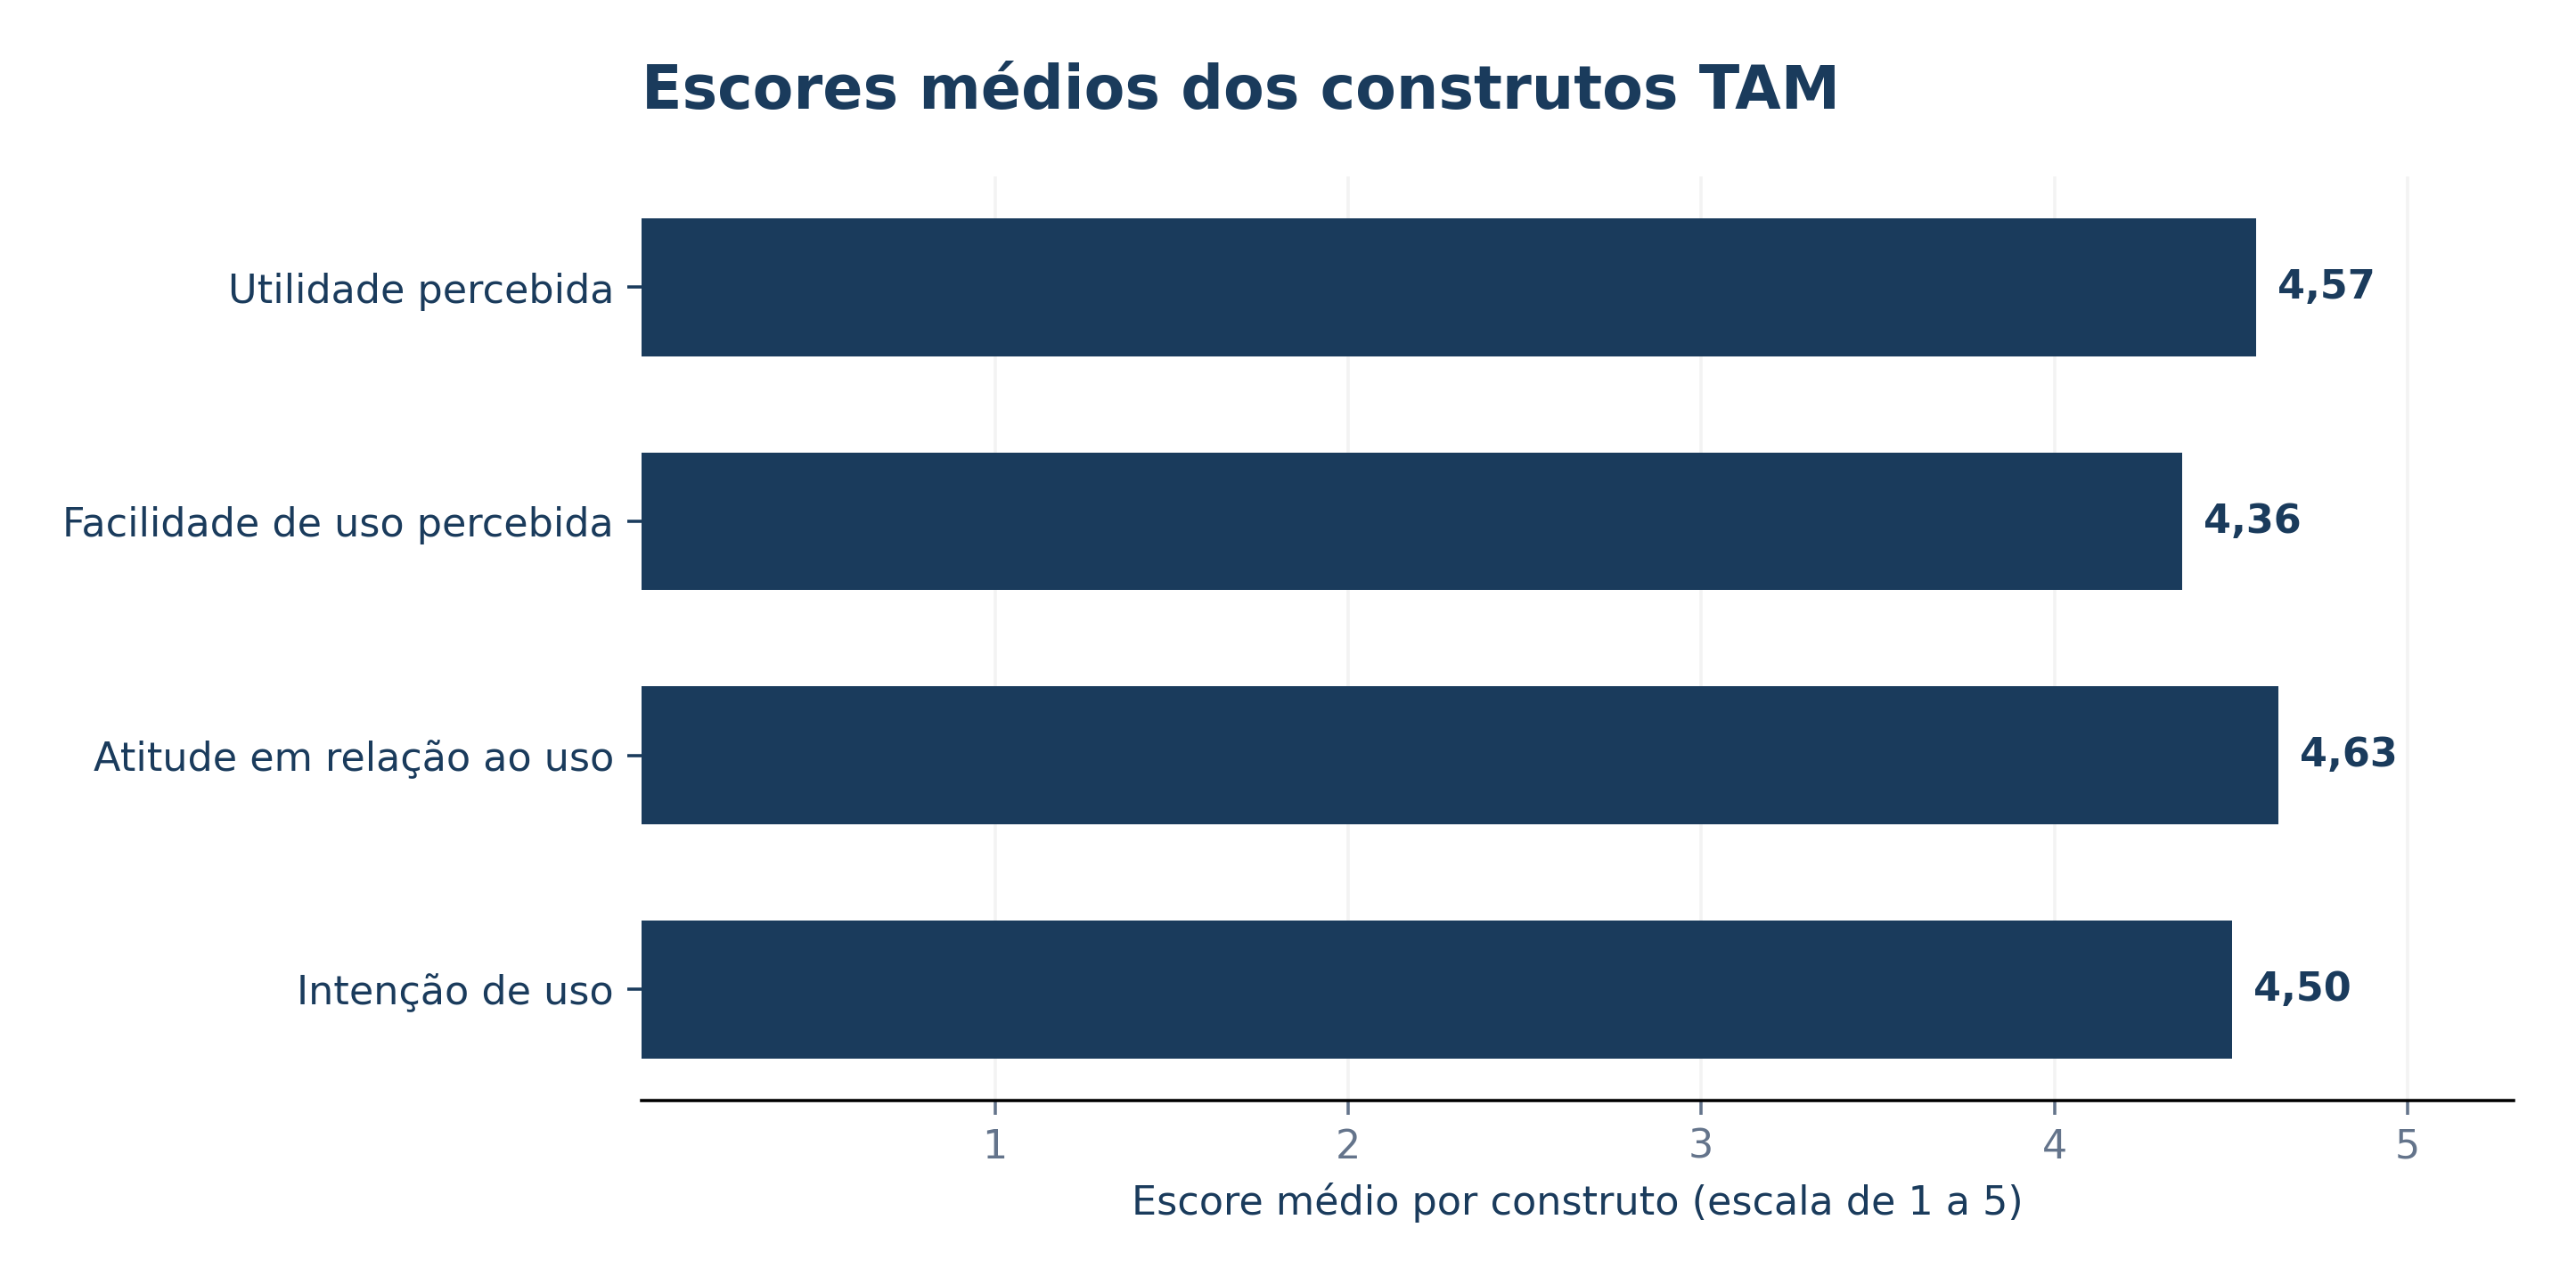 Escores médios dos construtos TAM
Utilidade percebida
4,57
Facilidade de uso percebida
4,36
Atitude em relação ao uso
4,63
Intenção de uso
4,50
1 2 3 4 5
Escore médio por construto (escala de 1 a 5)